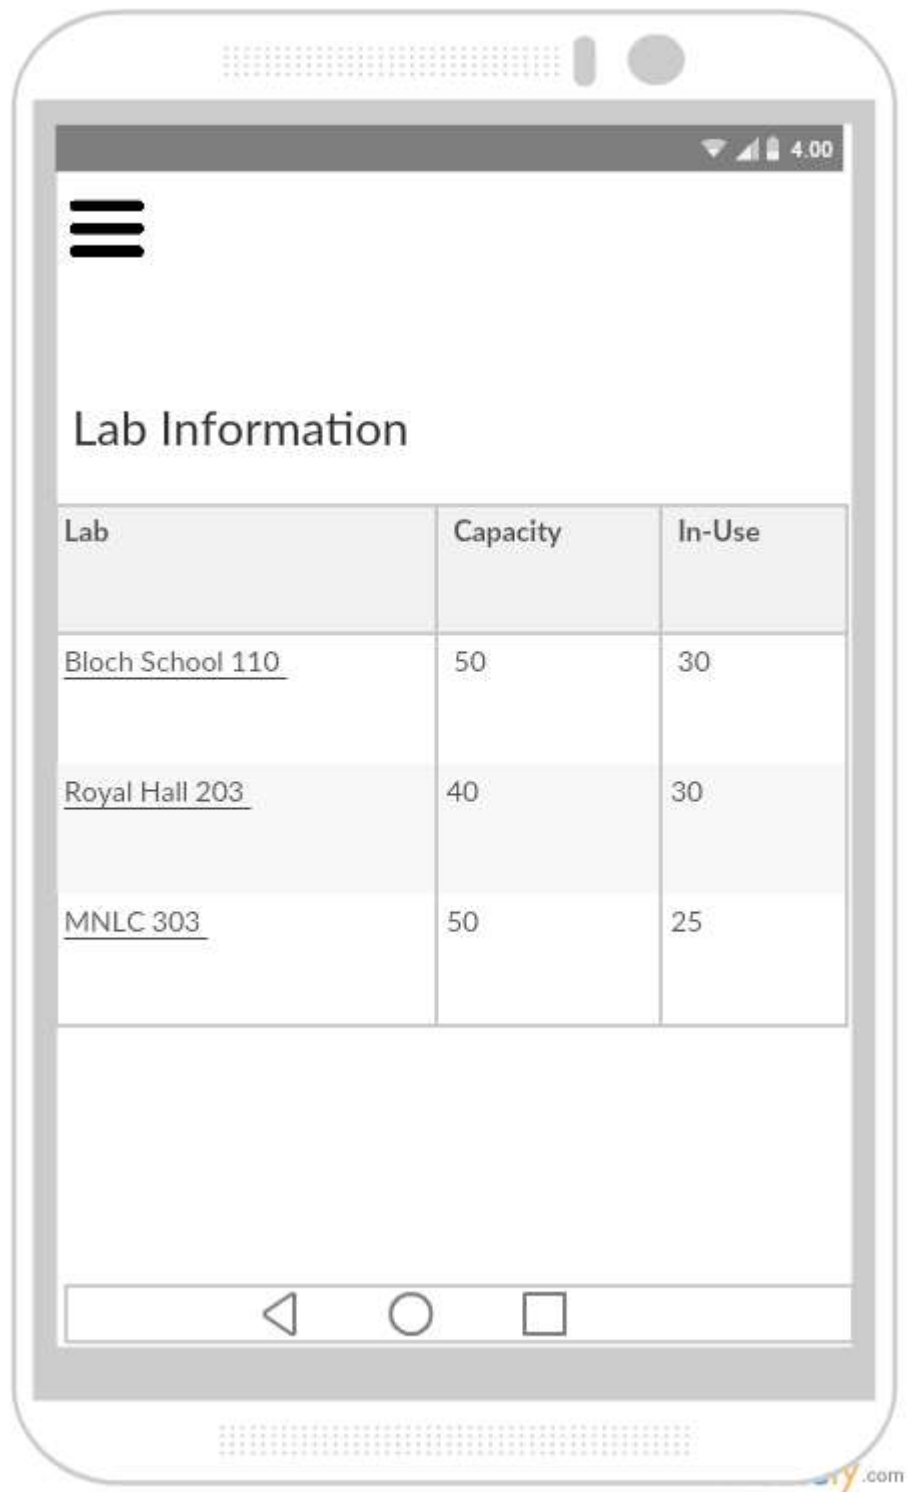 4.00
Lab Information
Lab Capacity In-Use
Bloch School 110 50 30
Royal Hall 203 40 30
MNLC 303 50 25
.com